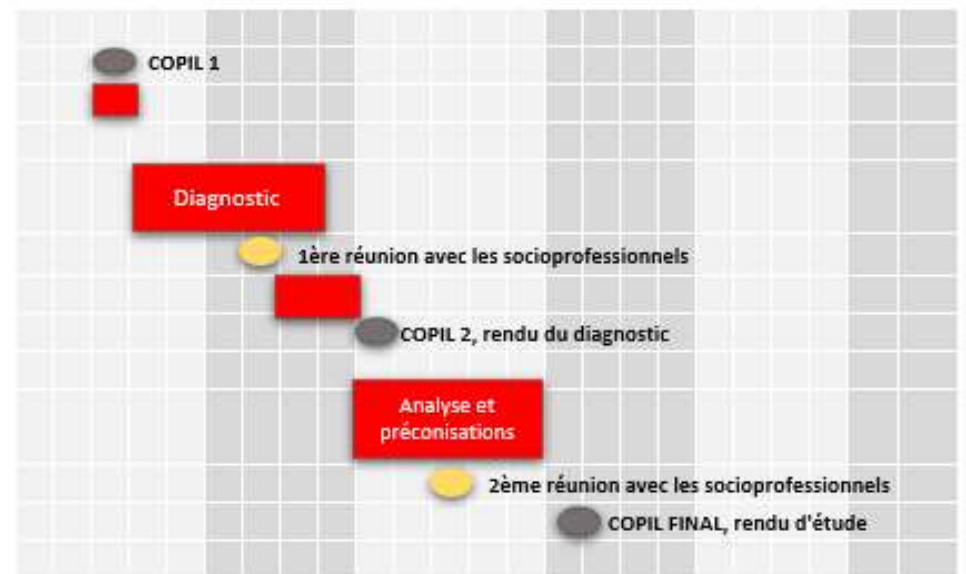 COPIL 1
Diagnostic
1ère réunion avec les socioprofessionnels
COPIL 2, rendu du diagnostic
Analyse et
préconisations
2ème réunion avec les socioprofessionnels
COPIL FINAL, rendu d'étude